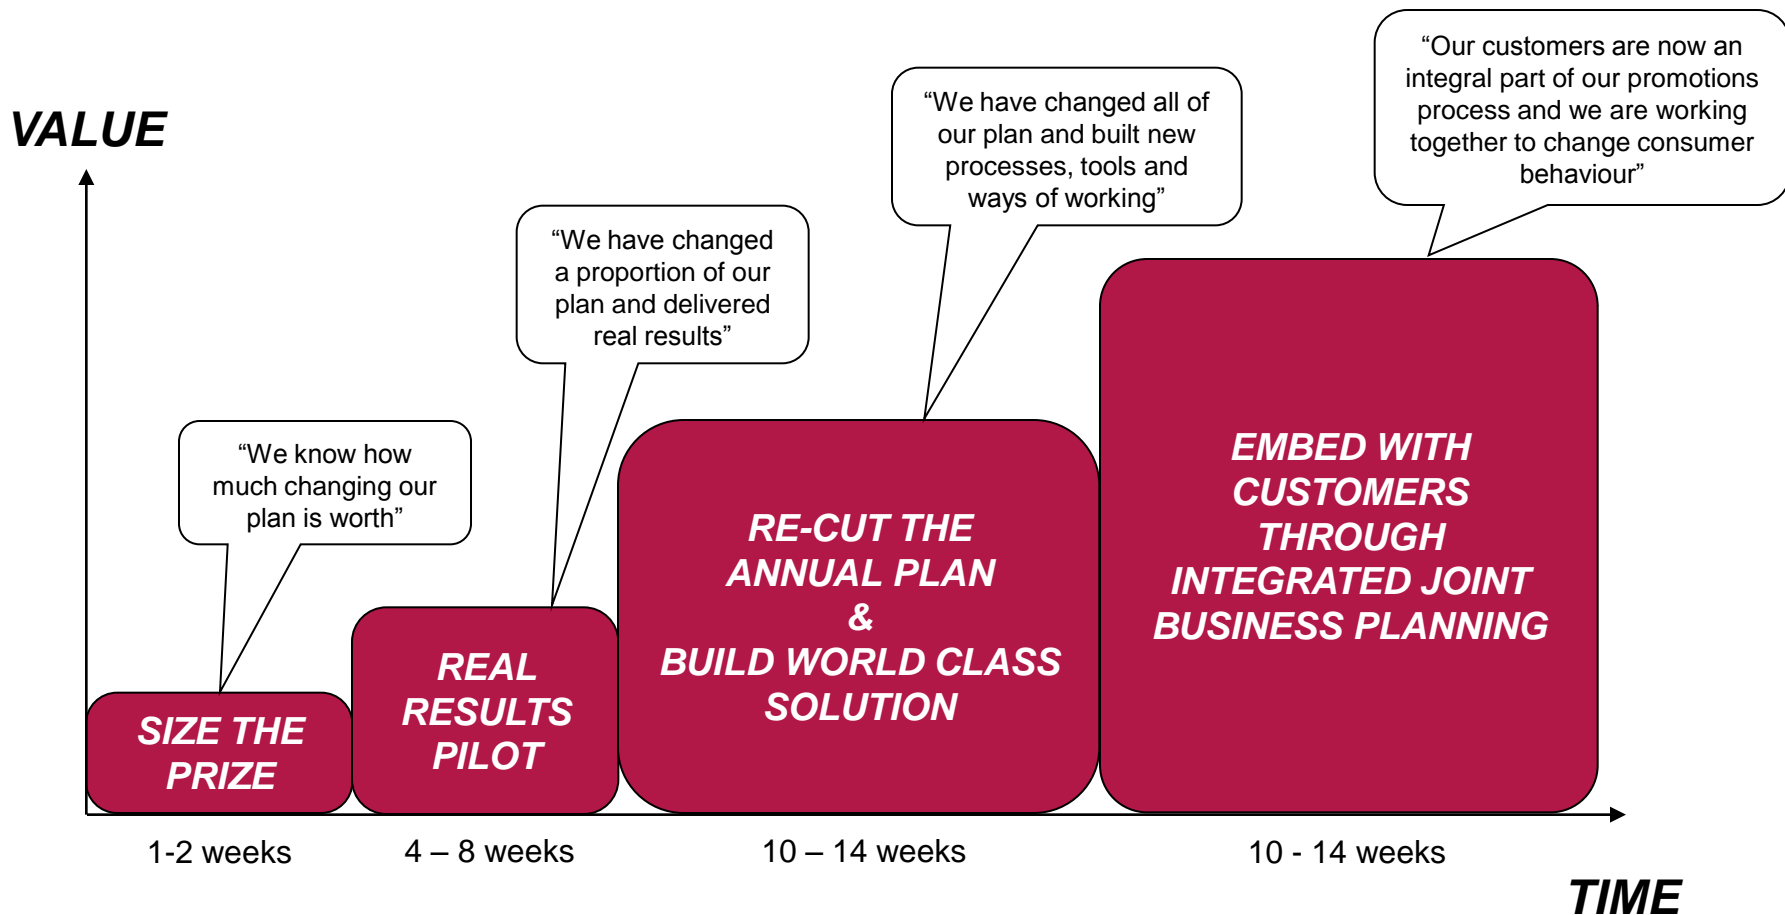 VALUE
“We know how
much changing our
plan is worth”
“We have changed
a proportion of our
plan and delivered
real results”
“We have changed all of
our plan and built new
processes, tools and
ways of working”
“Our customers are now an
integral part of our promotions
process and we are working
together to change consumer
behaviour”
SIZE THE
PRIZE
REAL
RESULTS
PILOT
RE-CUT THE
ANNUAL PLAN
&
BUILD WORLD CLASS
SOLUTION
EMBED WITH
CUSTOMERS
THROUGH
INTEGRATED JOINT
BUSINESS PLANNING
1-2 weeks
4 – 8 weeks
10 – 14 weeks
10 - 14 weeks
TIME